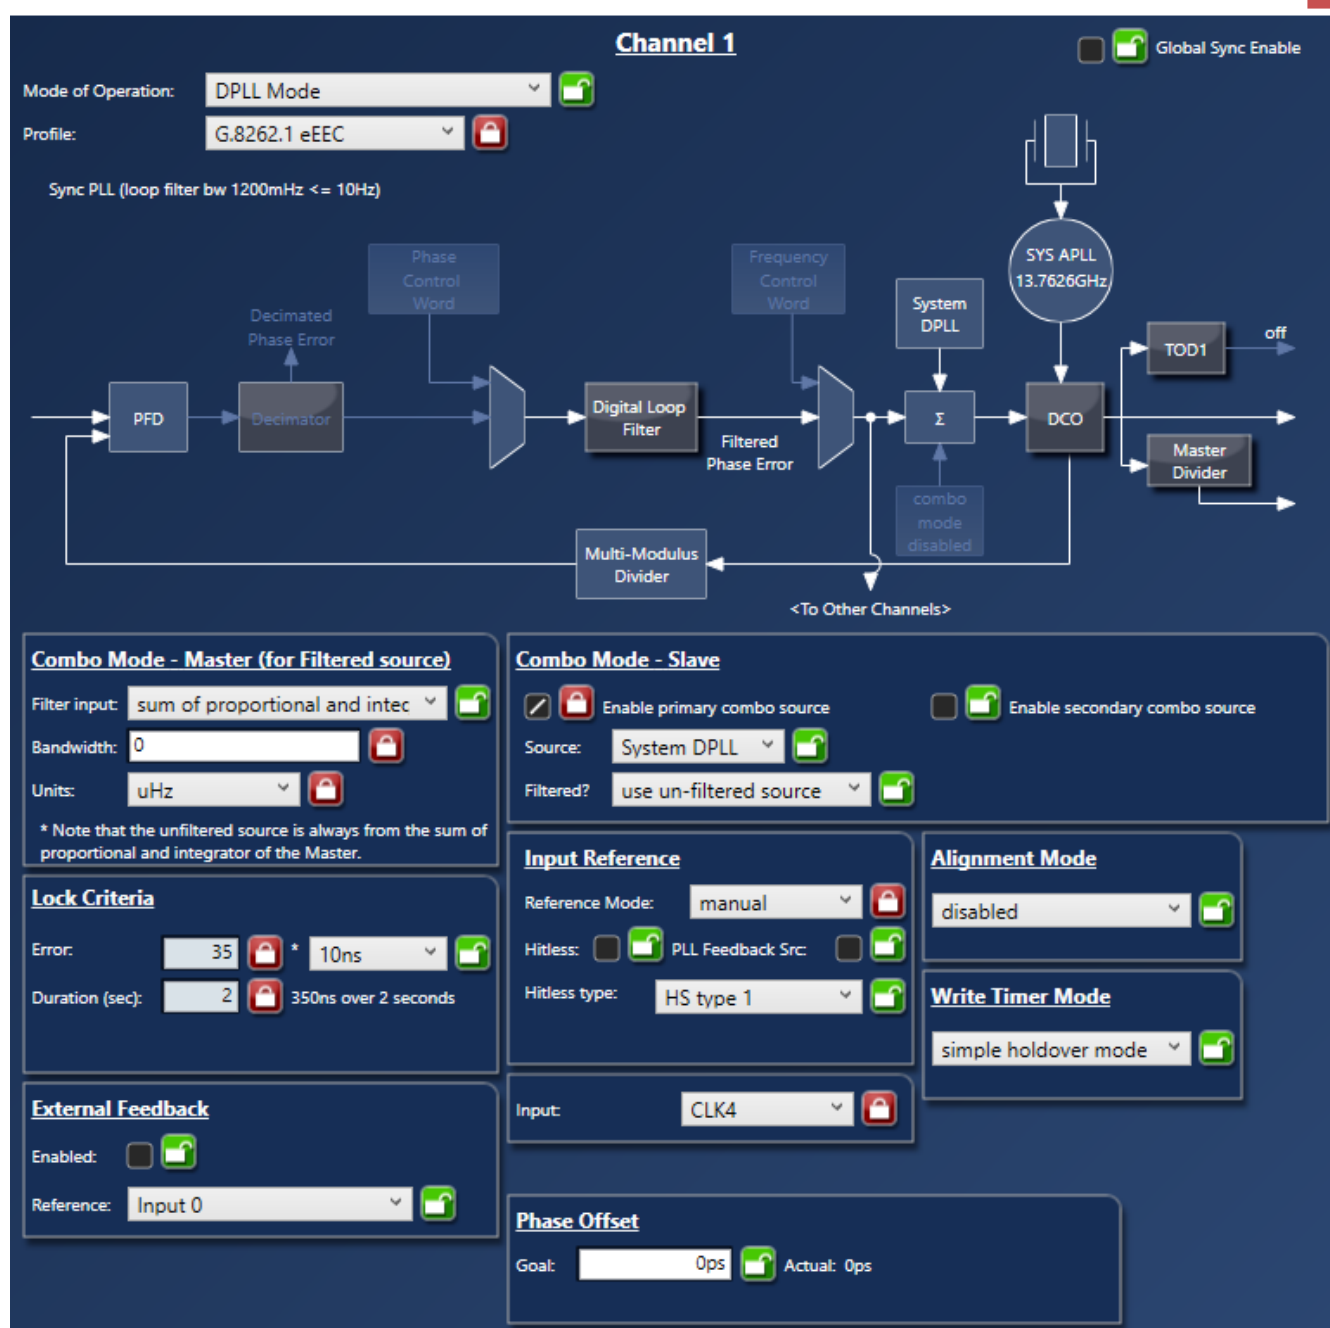 Channel 1
Global Sync Enable
Mode of Operation: DPLL Mode
Profile: G.8262.1 eEEC
Sync PLL (loop filter bw 1200mHz <= 10Hz)
SYS APLL
13.7626GHz
Phase
Control
Word
Frequency
Control
Word
System
DPLL
Decimated
Phase Error
TOD1
off
PFD
Decimator
Digital Loop
Filter
Filtered
Phase Error
Σ
DCO
Master
Divider
combo
mode
disabled
Multi-Modulus
Divider
<To Other Channels>
Combo Mode - Master (for Filtered source)
Filter input: sum of proportional and intec
Bandwidth: 0
Units: uHz
* Note that the unfiltered source is always from the sum of
proportional and integrator of the Master.
Combo Mode - Slave
Enable primary combo source
Enable secondary combo source
Source: System DPLL
Filtered? use un-filtered source
Lock Criteria
Error: 35 * 10ns
Duration (sec): 2 350ns over 2 seconds
Input Reference
Reference Mode: manual
Hitless: PLL Feedback Src:
Hitless type: HS type 1
Alignment Mode
disabled
Write Timer Mode
simple holdover mode
External Feedback
Enabled:
Reference: Input 0
Input: CLK4
Phase Offset
Goal: 0ps Actual: 0ps